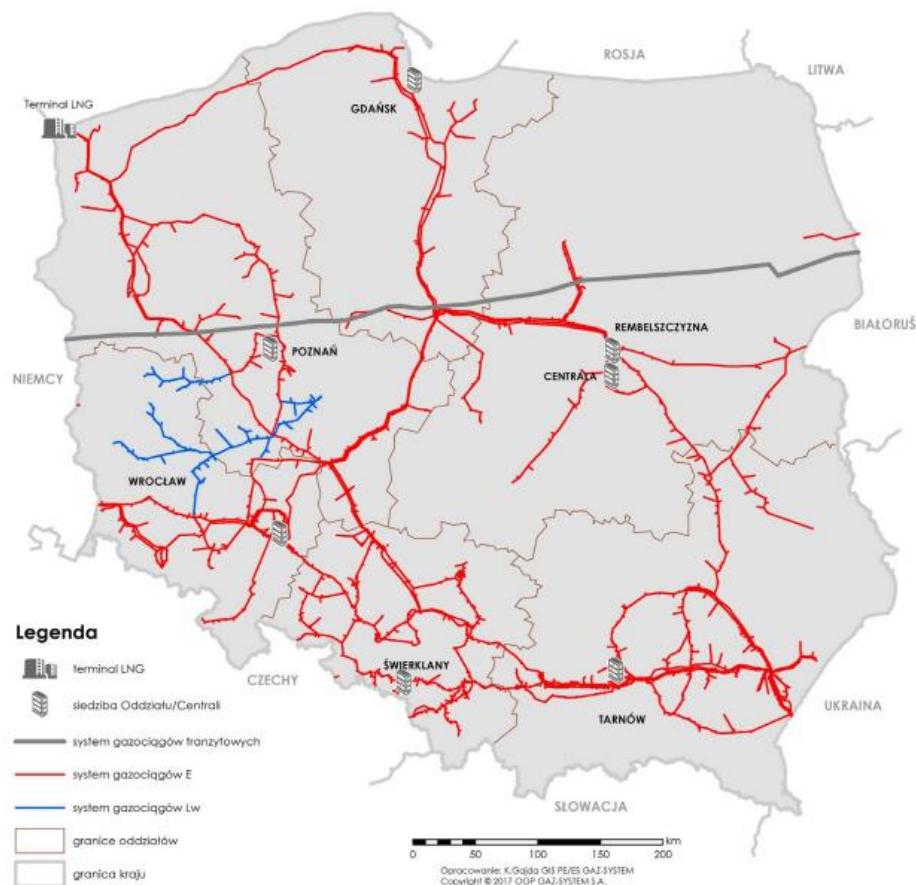 ROSJA
LITWA
Terminal LNG
GDAŃSK
REMBELSZCZYZNA
BIAŁORUŚ
POZNAŃ
NIEMCY
CENTRALA
WROCŁAW
Legenda
terminal LNG
siedziba Oddziału/Centrali
system gazociągów tranzytowych
system gazociągów E
system gazociągów Lw
granice oddziałów
granica kraju
CZECHY
ŚWIERKLANY
TARNÓW
UKRAINA
SŁOWACJA
0 50 100 150 200 km
Opracowanie: K.Gajda GIS PE/ES GAZ-SYSTEM
Copyright © 2017 OGP GAZ-SYSTEM S.A.